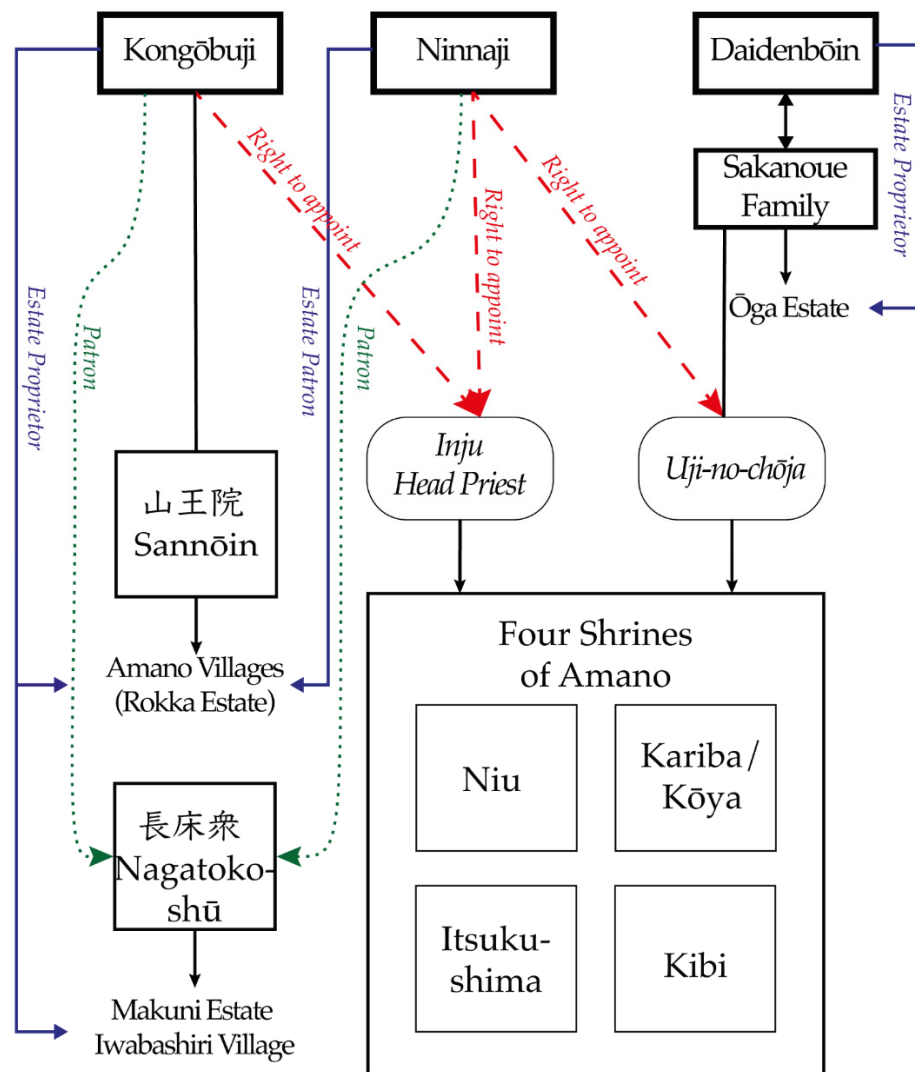 Kongōbuji
Ninnaji
Daidenbōin
Right to appoint
Right to appoint
Right to appoint
Estate Proprietor
Sakanoue
Family
Ōga Estate
Estate Proprietor
Patron
Estate Patron
Patron
Inju
Head Priest
Uji-no-chōja
山王院
Sannōin
Amano Villages
(Rokka Estate)
Four Shrines
of Amano
Niu
Kariba/
Kōya
長床衆
Nagatoko-
shū
Itsuku-
shima
Kibi
Makuni Estate
Iwabashiri Village